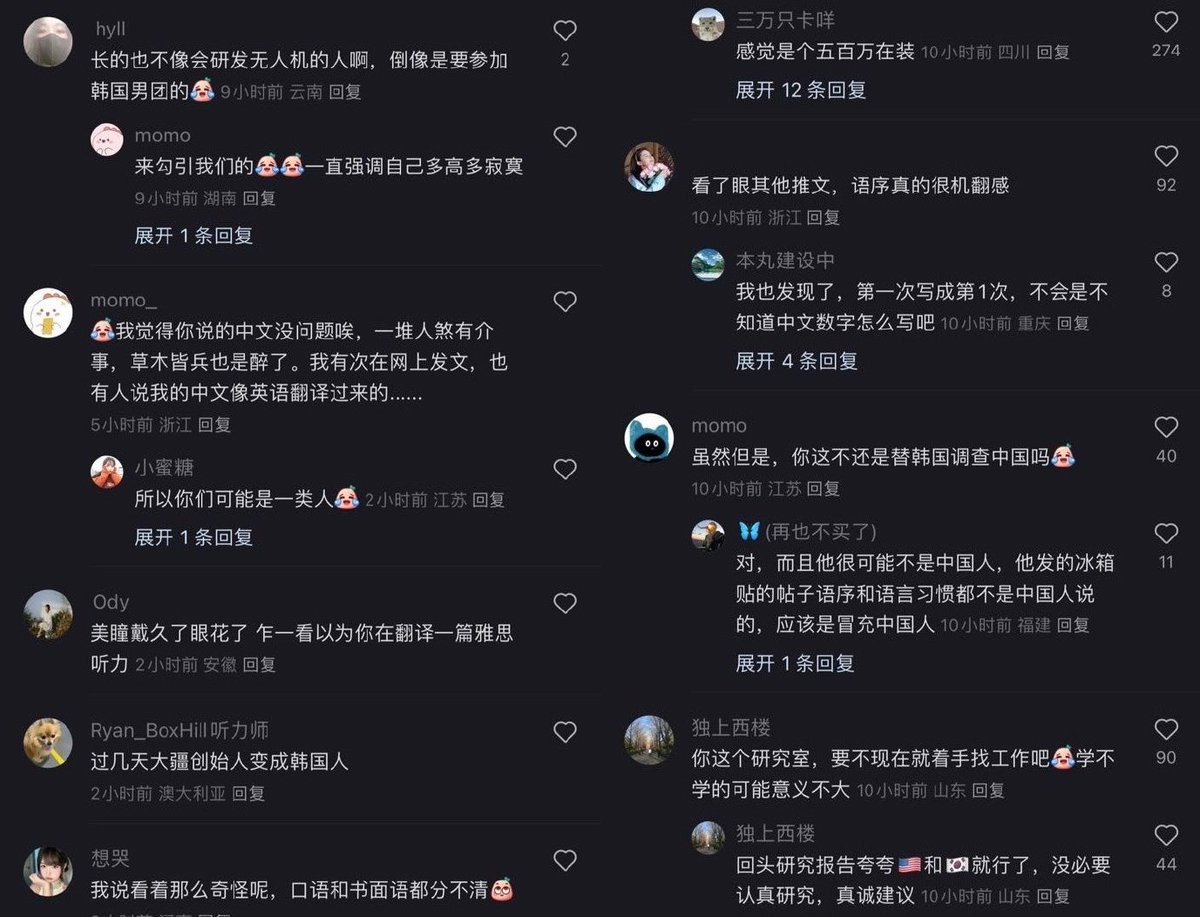 hyll
长的也不像会研发无人机的人啊，倒像是要参加
2
韩国男团的 9小时前 云南 回复
momo
来勾引我们的一直强调自己多高多寂寞
9小时前 湖南 回复
展开 1 条回复
momo_
我觉得你说的中文没问题唉，一堆人煞有介
事，草木皆兵也是醉了。我有次在网上发文，也
有人说我的中文像英语翻译过来的......
5小时前 浙江 回复
小蜜糖
所以你们可能是一类人 2小时前 江苏 回复
展开 1 条回复
Ody
美瞳戴久了眼花了 乍一看以为你在翻译一篇雅思
听力 2小时前 安徽 回复
Ryan_BoxHill听力师
过几天大疆创始人变成韩国人
2小时前 澳大利亚 回复
想哭
我说看着那么奇怪呢，口语和书面语都分不清
三万只卡咩
感觉是个五百万在装 10小时前 四川 回复
274
展开 12 条回复
看了眼其他推文，语序真的很机翻感
92
10小时前 浙江 回复
本丸建设中
我也发现了，第一次写成第1次，不会是不
8
知道中文数字怎么写吧 10小时前 重庆 回复
展开 4 条回复
momo
虽然但是，你这不还是替韩国调查中国吗
40
10小时前 江苏 回复
(再也不买了)
对，而且他很可能不是中国人，他发的冰箱
11
贴的帖子语序和语言习惯都不是中国人说
的，应该是冒充中国人 10小时前 福建 回复
展开 1 条回复
独上西楼
你这个研究室，要不现在就着手找工作吧学不
90
学的可能意义不大 10小时前 山东 回复
独上西楼
回头研究报告夸夸🇺🇸和🇰🇷就行了，没必要
44
认真研究，真诚建议 10小时前 山东 回复